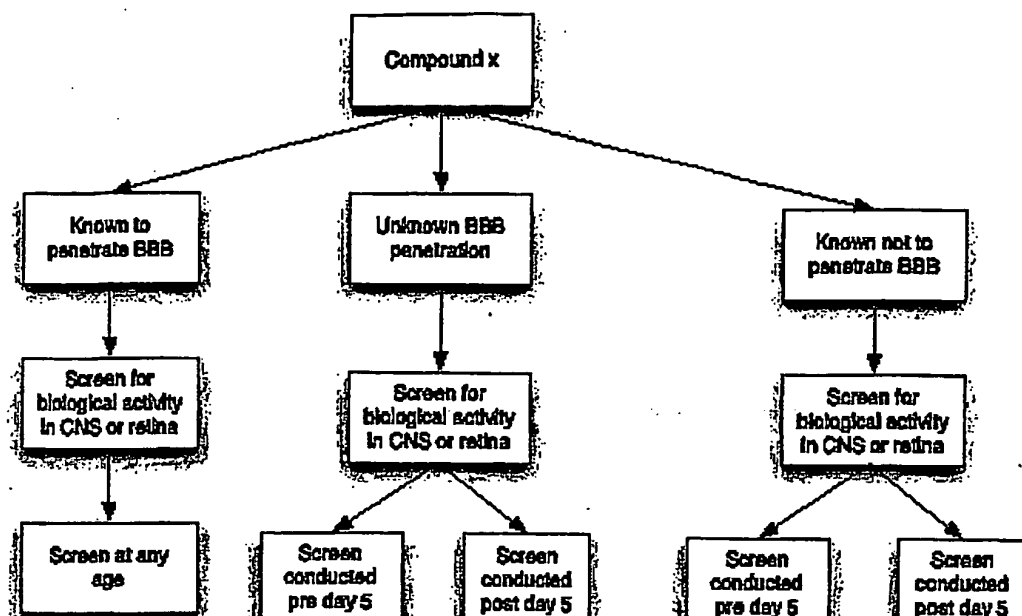 Compound x
Known to
penetrate BBB
Unknown BBB
penetration
Known not to
penetrate BBB
Screen for
biological activity
in CNS or retina
Screen for
biological activity
in CNS or retina
Screen for
biological activity
in CNS or retina
Screen at any
age
Screen
conducted
pre day 5
Screen
conducted
post day 5
Screen
conducted
pre day 5
Screen
conducted
post day 5